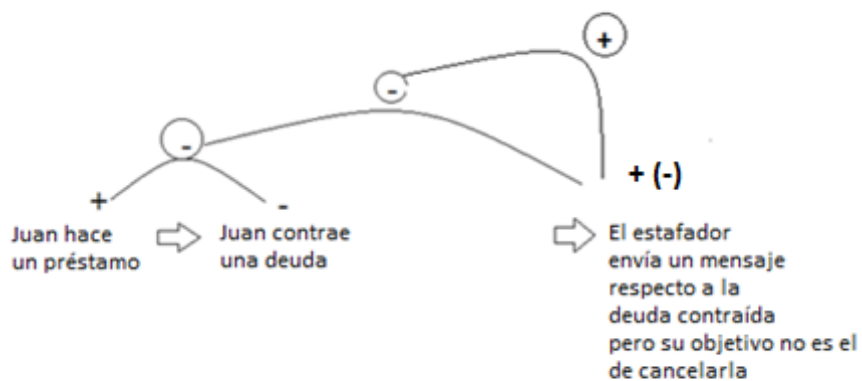 +
-
-
+
-
-
+ (-)
Juan hace
un préstamo
Juan contrae
una deuda
El estafador
envía un mensaje
respecto a la
deuda contraída
pero su objetivo no es el
de cancelarla